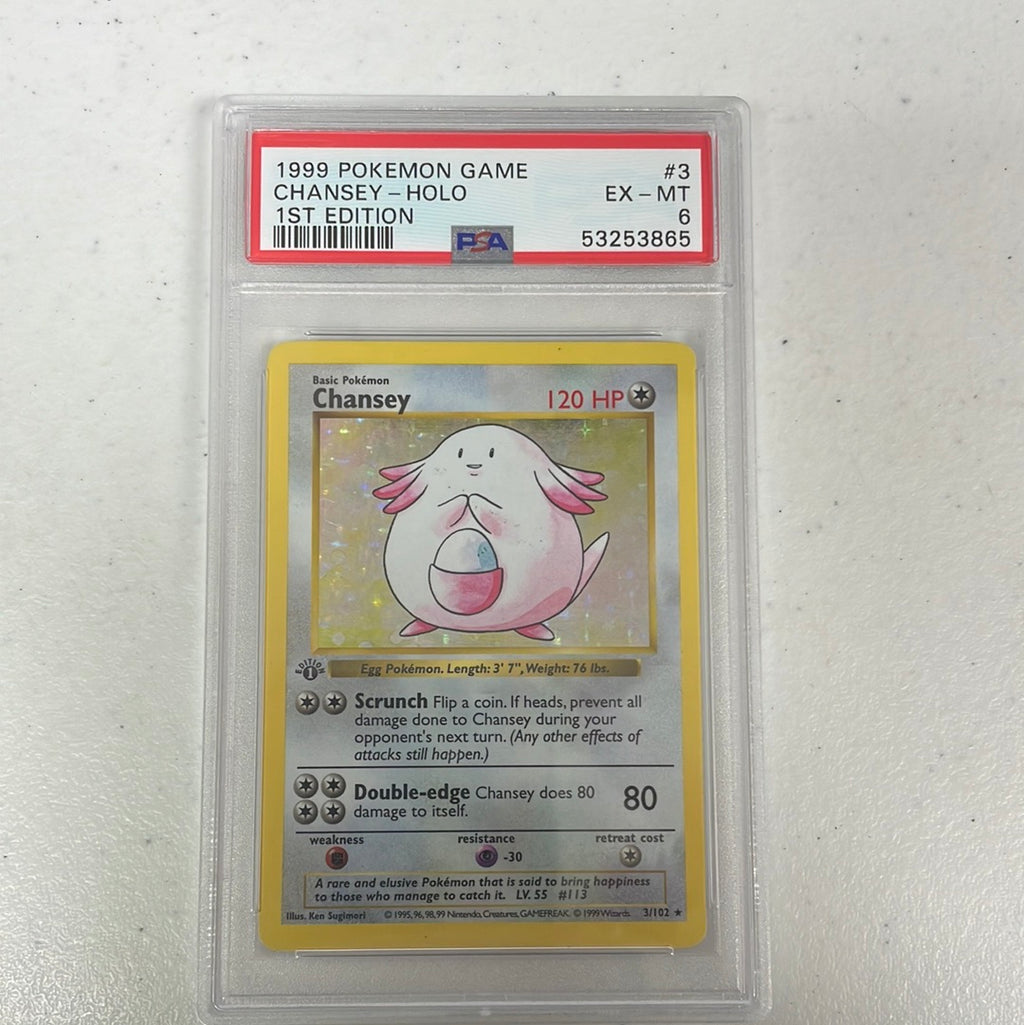 1999 POKEMON GAME #3
CHANSEY – HOLO EX – MT
1ST EDITION 6
PSA 53253865
Basic Pokémon
Chansey 120 HP
EDITION 1
Egg Pokémon. Length: 3' 7", Weight: 76 lbs.
Scrunch Flip a coin. If heads, prevent all
damage done to Chansey during your
opponent's next turn. (Any other effects of
attacks still happen.)
Double-edge Chansey does 80 80
damage to itself.
weakness resistance retreat cost
-30
A rare and elusive Pokémon that is said to bring happiness
to those who manage to catch it. LV. 55 #113
Illus. Ken Sugimori © 1995, 96, 98, 99 Nintendo, Creatures, GAMEFREAK. © 1999 Wizards. 3/102 ★